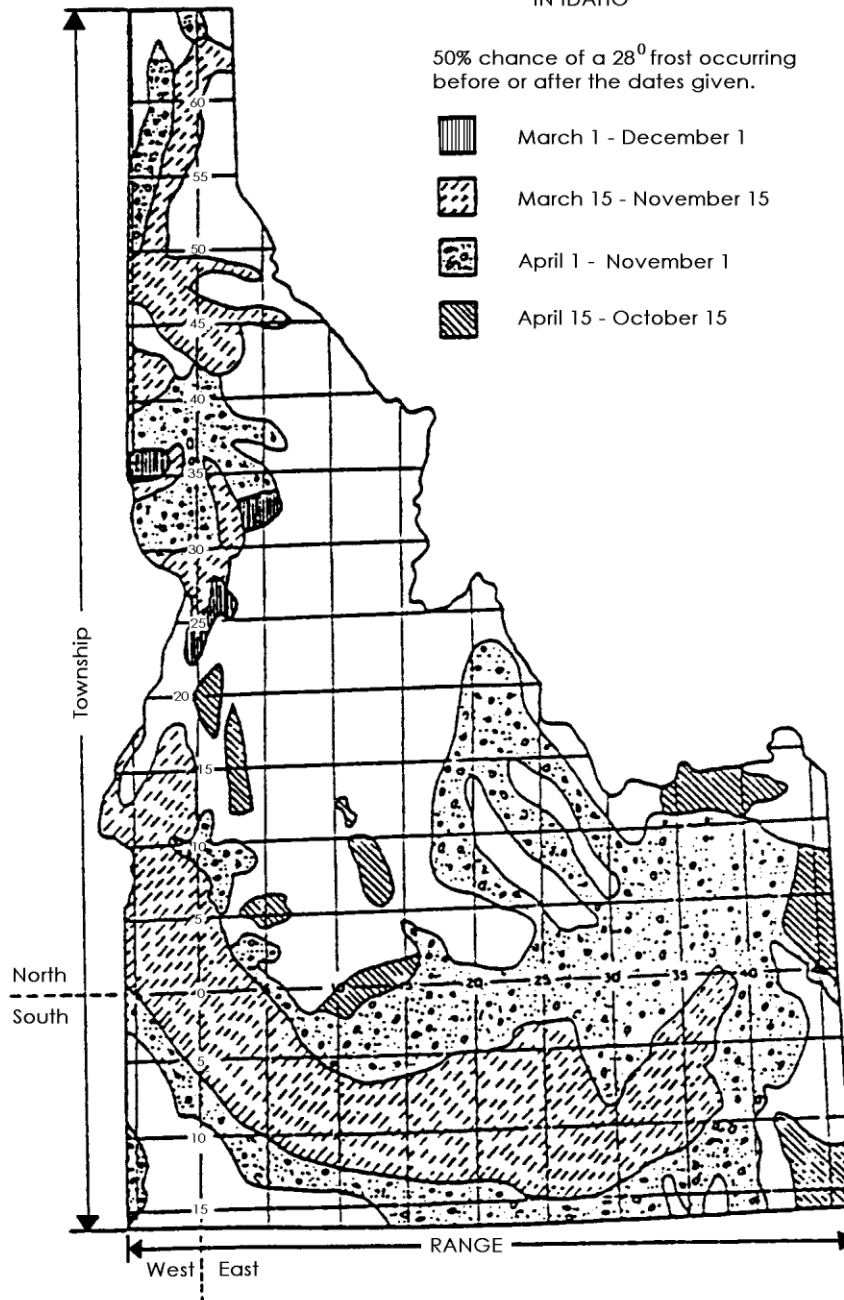 IN IDAHO
50% chance of a 28⁰ frost occurring
before or after the dates given.
March 1 - December 1
March 15 - November 15
April 1 - November 1
April 15 - October 15
Township
60
55
50
45
40
35
30
25
20
15
10
5
0
5
10
15
20 25 30 35 40
North
South
RANGE
West East